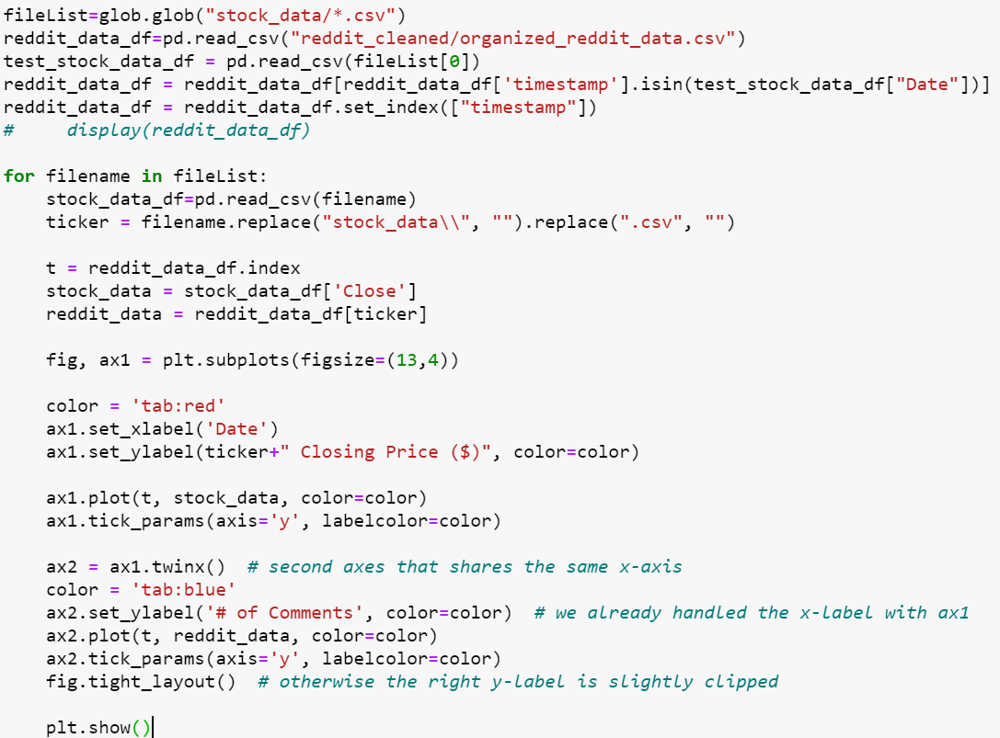 fileList=glob.glob("stock_data/*.csv")
reddit_data_df=pd.read_csv("reddit_cleaned/organized_reddit_data.csv")
test_stock_data_df = pd.read_csv(fileList[0])
reddit_data_df = reddit_data_df[reddit_data_df['timestamp'].isin(test_stock_data_df["Date"])]
reddit_data_df = reddit_data_df.set_index(["timestamp"])
#     display(reddit_data_df)

for filename in fileList:
    stock_data_df=pd.read_csv(filename)
    ticker = filename.replace("stock_data\\", "").replace(".csv", "")

    t = reddit_data_df.index
    stock_data = stock_data_df['Close']
    reddit_data = reddit_data_df[ticker]

    fig, ax1 = plt.subplots(figsize=(13,4))

    color = 'tab:red'
    ax1.set_xlabel('Date')
    ax1.set_ylabel(ticker+" Closing Price ($)", color=color)

    ax1.plot(t, stock_data, color=color)
    ax1.tick_params(axis='y', labelcolor=color)

    ax2 = ax1.twinx()  # second axes that shares the same x-axis
    color = 'tab:blue'
    ax2.set_ylabel('# of Comments', color=color)  # we already handled the x-label with ax1
    ax2.plot(t, reddit_data, color=color)
    ax2.tick_params(axis='y', labelcolor=color)
    fig.tight_layout()  # otherwise the right y-label is slightly clipped

    plt.show()